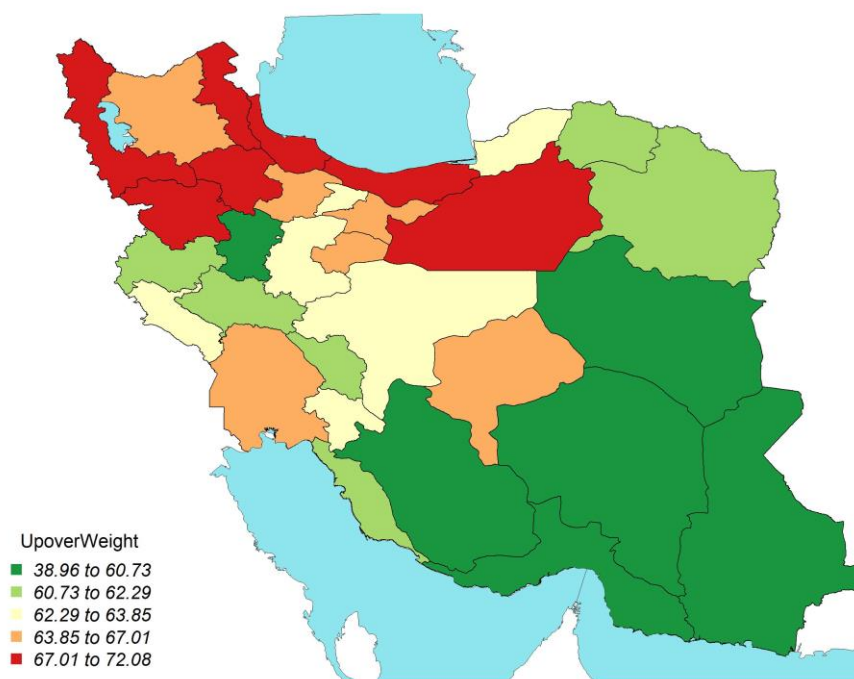 UpoverWeight
38.96 to 60.73
60.73 to 62.29
62.29 to 63.85
63.85 to 67.01
67.01 to 72.08